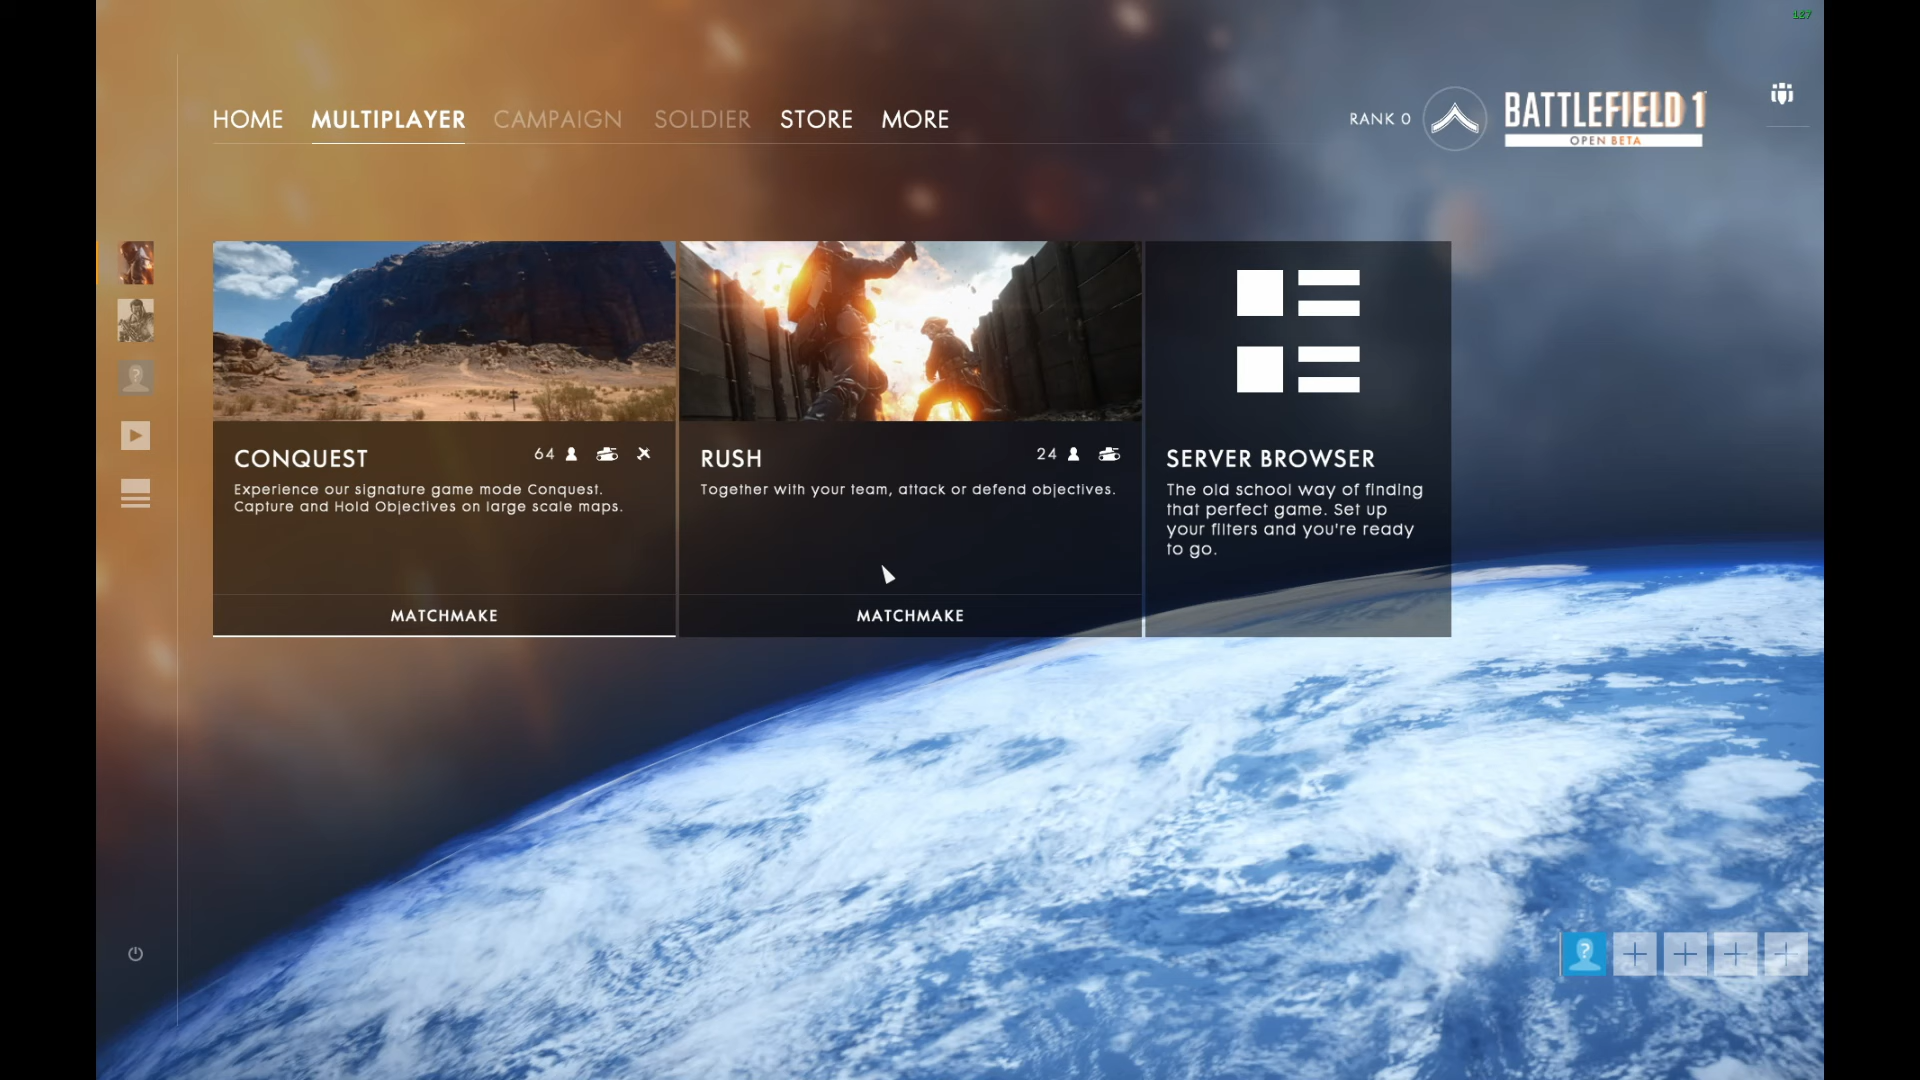 127
HOME MULTIPLAYER CAMPAIGN SOLDIER STORE MORE
RANK 0
BATTLEFIELD 1
OPEN BETA
CONQUEST
64
Experience our signature game mode Conquest.
Capture and Hold Objectives on large scale maps.
MATCHMAKE
RUSH
24
Together with your team, attack or defend objectives.
MATCHMAKE
SERVER BROWSER
The old school way of finding
that perfect game. Set up
your filters and you're ready
to go.